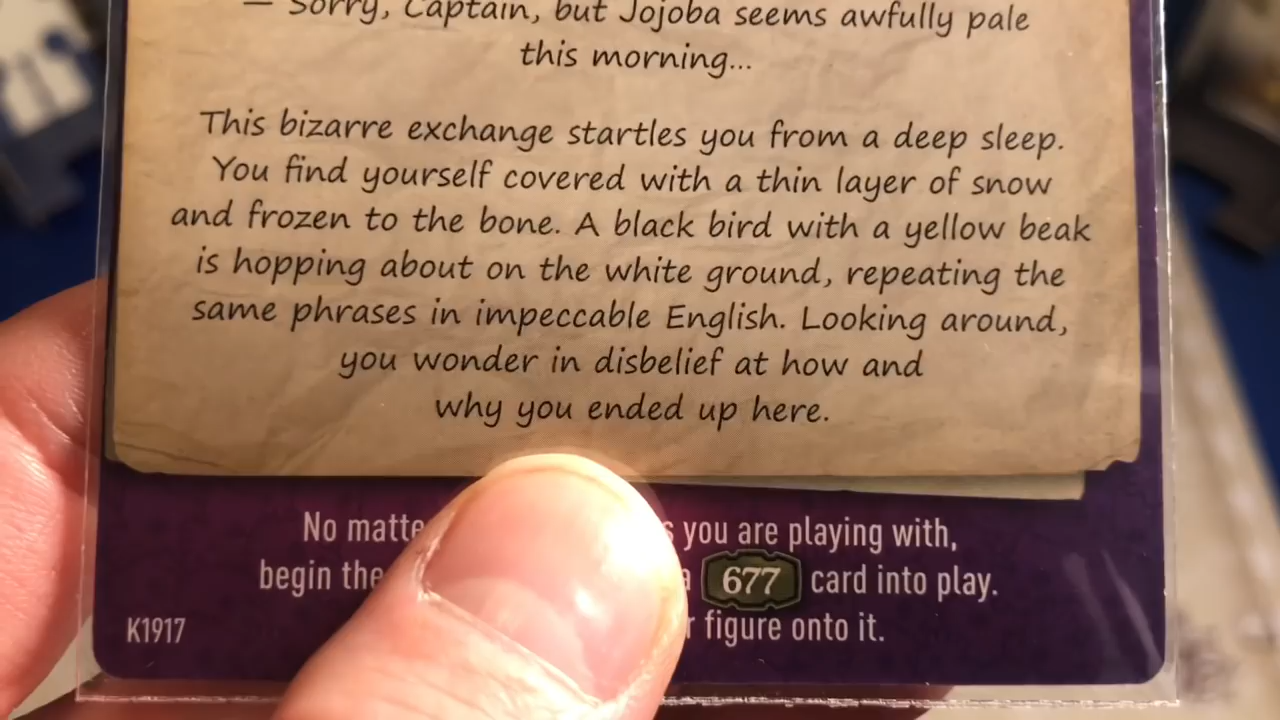 — Sorry, Captain, but Jojoba seems awfully pale
this morning...
This bizarre exchange startles you from a deep sleep.
You find yourself covered with a thin layer of snow
and frozen to the bone. A black bird with a yellow beak
is hopping about on the white ground, repeating the
same phrases in impeccable English. Looking around,
you wonder in disbelief at how and
why you ended up here.
No you are playing with,
begin the a 677 card into play.
figure onto it.
K1917